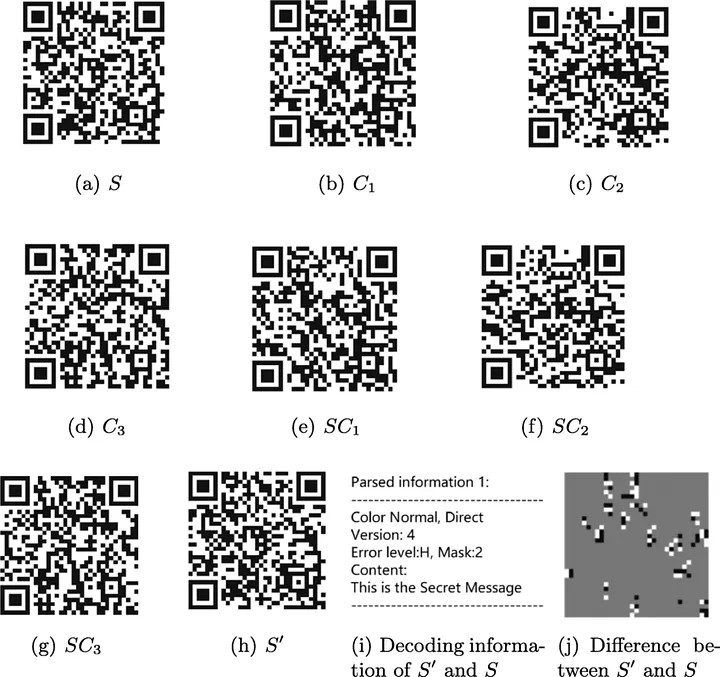 (a) S
(b) C₁
(c) C₂
(d) C₃
(e) SC₁
(f) SC₂
Parsed information 1:
------------------------------------
Color Normal, Direct
Version: 4
Error level:H, Mask:2
Content:
This is the Secret Message
------------------------------------
(g) SC₃
(h) S′
(i) Decoding informa-
tion of S′ and S
(j) Difference be-
tween S′ and S